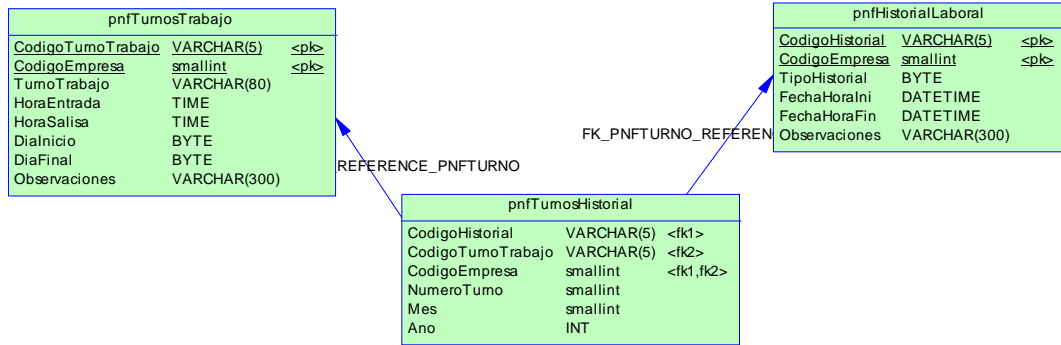 pnfTurnosTrabajo
CodigoTurnoTrabajo VARCHAR(5) <pk>
CodigoEmpresa smallint <pk>
TurnoTrabajo VARCHAR(80)
HoraEntrada TIME
HoraSalisa TIME
DiaInicio BYTE
DiaFinal BYTE
Observaciones VARCHAR(300)
pnfHistorialLaboral
CodigoHistorial VARCHAR(5) <pk>
CodigoEmpresa smallint <pk>
TipoHistorial BYTE
FechaHoraIni DATETIME
FechaHoraFin DATETIME
Observaciones VARCHAR(300)
FK_PNFTURNO_REFEREN
REFERENCE_PNFTURNO
pnfTurnosHistorial
CodigoHistorial VARCHAR(5) <fk1>
CodigoTurnoTrabajo VARCHAR(5) <fk2>
CodigoEmpresa smallint <fk1,fk2>
NumeroTurno smallint
Mes smallint
Ano INT